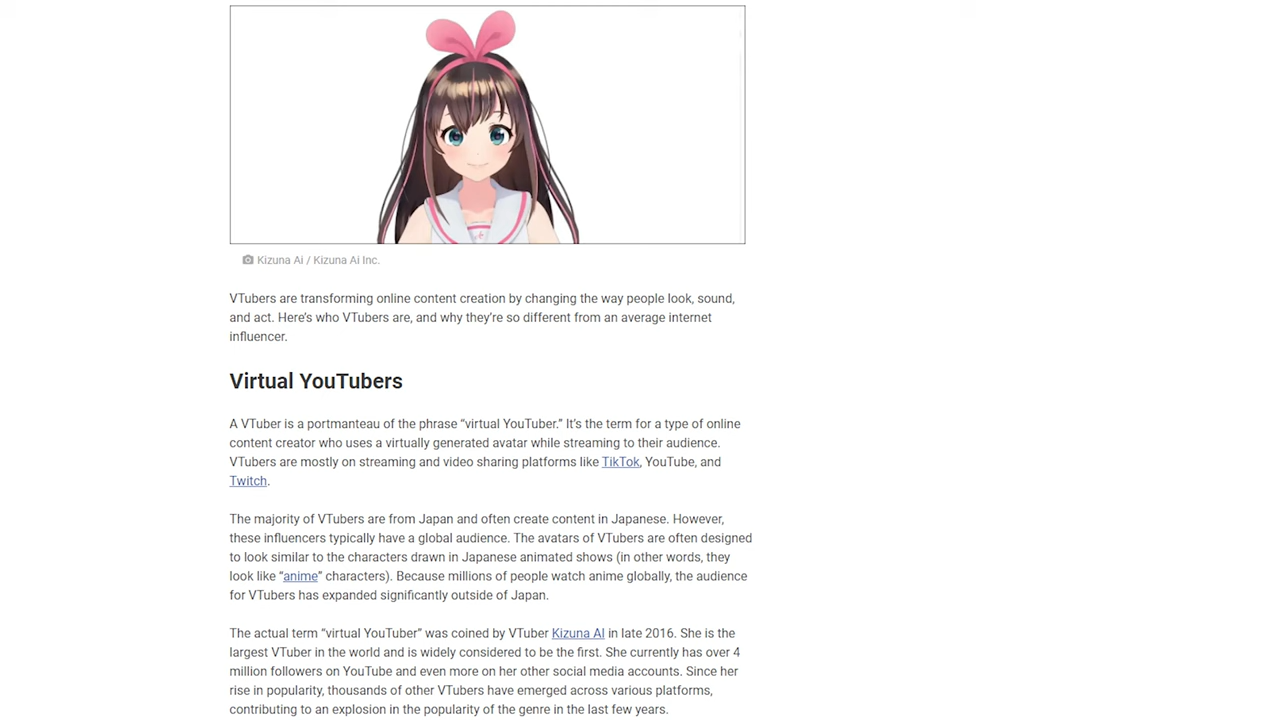 Kizuna Ai / Kizuna Ai Inc.
VTubers are transforming online content creation by changing the way people look, sound,
and act. Here’s who VTubers are, and why they’re so different from an average internet
influencer.
Virtual YouTubers
A VTuber is a portmanteau of the phrase “virtual YouTuber.” It’s the term for a type of online
content creator who uses a virtually generated avatar while streaming to their audience.
VTubers are mostly on streaming and video sharing platforms like TikTok, YouTube, and
Twitch.
The majority of VTubers are from Japan and often create content in Japanese. However,
these influencers typically have a global audience. The avatars of VTubers are often designed
to look similar to the characters drawn in Japanese animated shows (in other words, they
look like “anime” characters). Because millions of people watch anime globally, the audience
for VTubers has expanded significantly outside of Japan.
The actual term “virtual YouTuber” was coined by VTuber Kizuna AI in late 2016. She is the
largest VTuber in the world and is widely considered to be the first. She currently has over 4
million followers on YouTube and even more on her other social media accounts. Since her
rise in popularity, thousands of other VTubers have emerged across various platforms,
contributing to an explosion in the popularity of the genre in the last few years.